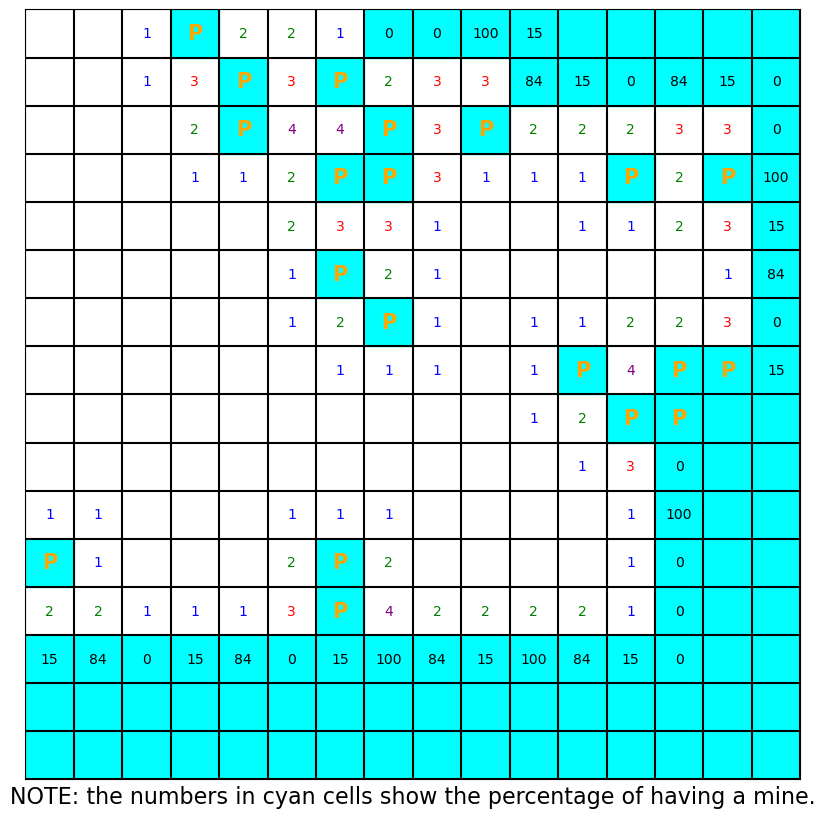 1 P 2 2 1 0 0 100 15
1 3 P 3 P 2 3 3 84 15 0 84 15 0
2 P 4 4 P 3 P 2 2 2 3 3 0
1 1 2 P P 3 1 1 1 P 2 P 100
2 3 3 1 1 1 2 3 15
1 P 2 1 1 84
1 2 P 1 1 1 2 2 3 0
1 1 1 1 P 4 P P 15
1 2 P P
1 3 0
1 1 1 1 1 1 100
P 1 2 P 2 1 0
2 2 1 1 1 3 P 4 2 2 2 2 1 0
15 84 0 15 84 0 15 100 84 15 100 84 15 0
NOTE: the numbers in cyan cells show the percentage of having a mine.